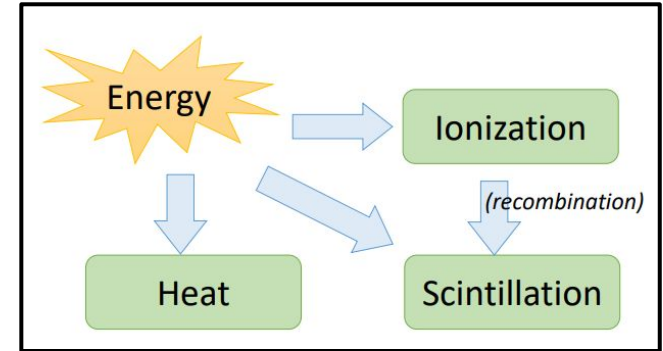 Energy
Ionization
(recombination)
Heat
Scintillation